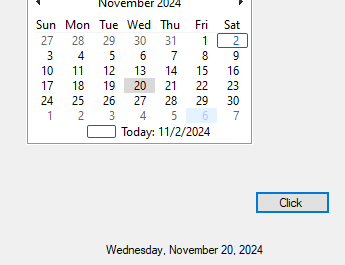 November 2024
Sun Mon Tue Wed Thu Fri Sat
27 28 29 30 31 1 2
3 4 5 6 7 8 9
10 11 12 13 14 15 16
17 18 19 20 21 22 23
24 25 26 27 28 29 30
1 2 3 4 5 6 7
Today: 11/2/2024
Click
Wednesday, November 20, 2024